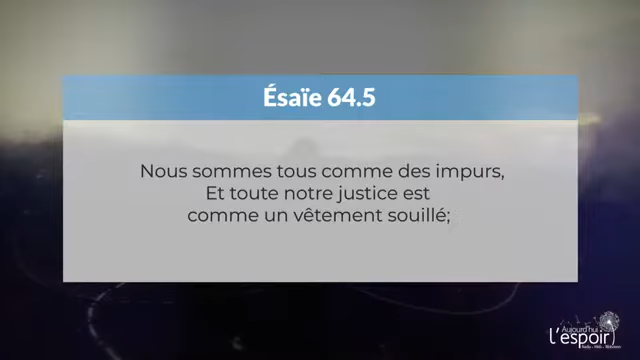 Ésaïe 64.5
Nous sommes tous comme des impurs,
Et toute notre justice est
comme un vêtement souillé;
Aujourd'hui
l'espoir